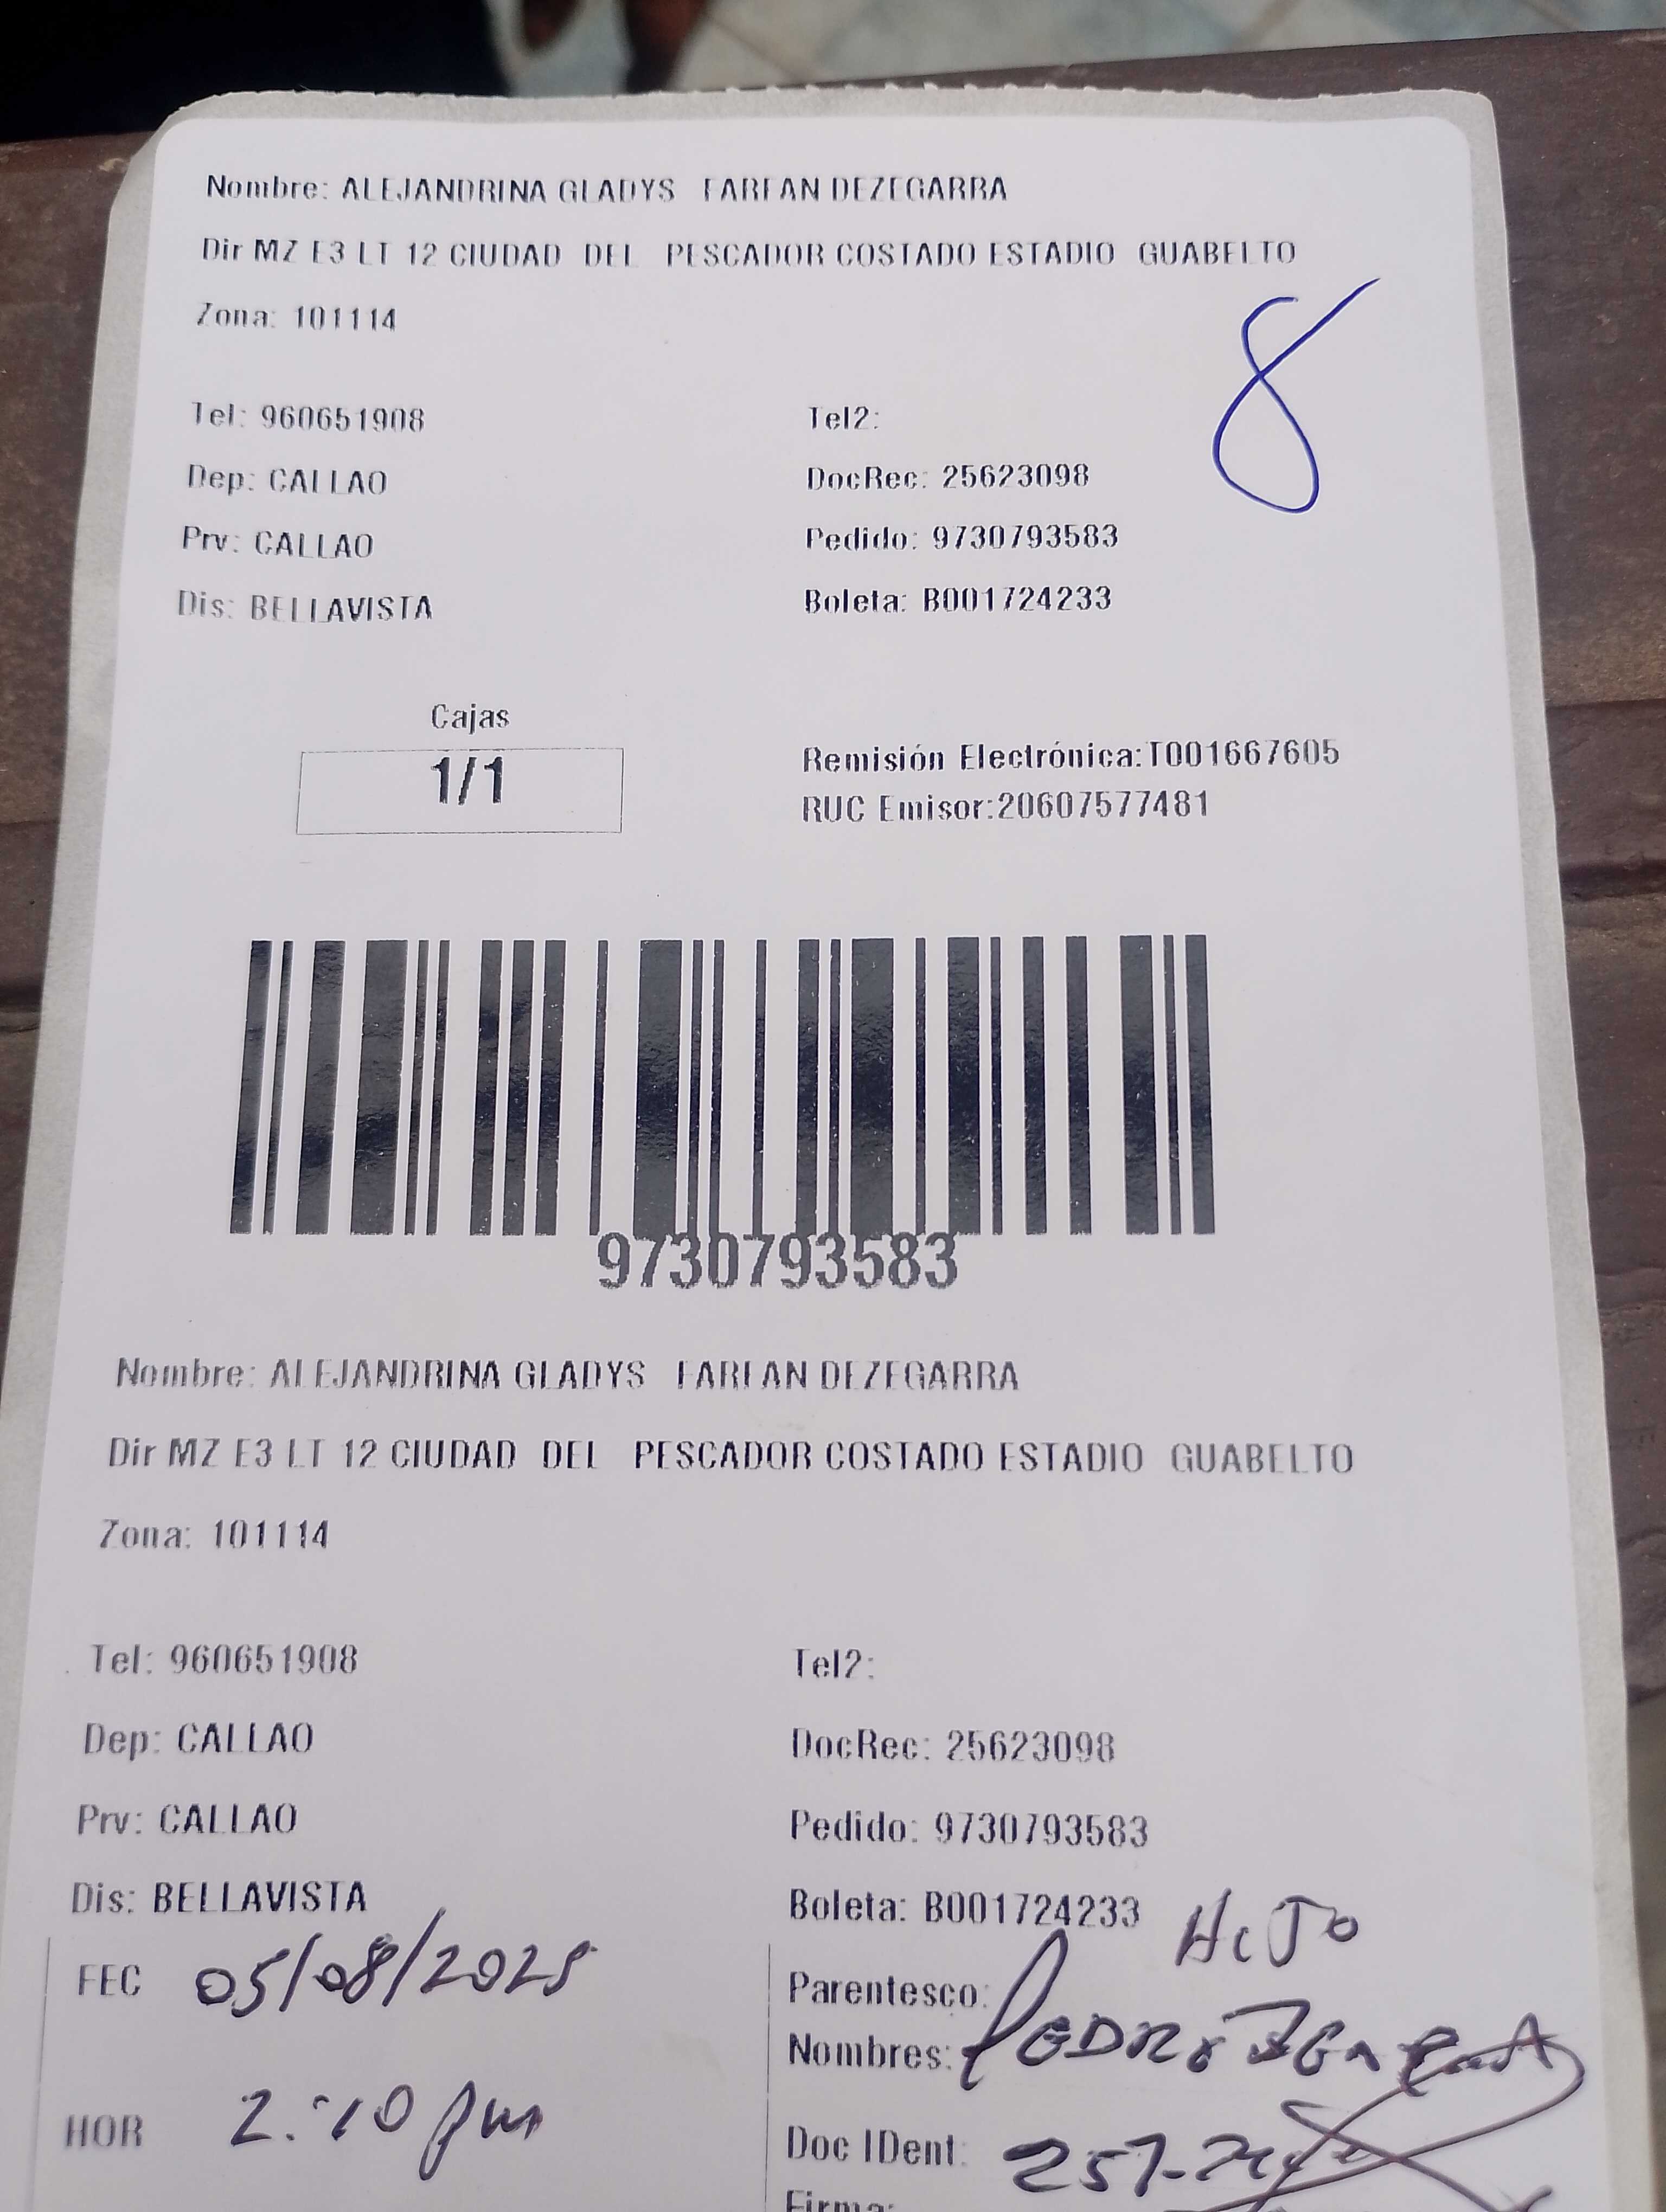 Nombre: ALEJANDRINA GLADYS FARFAN DEZEGARRA
Dir MZ E3 LT 12 CIUDAD DEL PESCADOR COSTADO ESTADIO GUABELTO
Zona: 101114
8
Tel: 960651908 Tel2:
Dep: CALLAO DocRec: 25623098
Prv: CALLAO Pedido: 9730793583
Dis: BELLAVISTA Boleta: B001724233
Cajas
1/1
Remisión Electrónica:T001667605
RUC Emisor:20607577481
9730793583
Nombre: ALEJANDRINA GLADYS FARFAN DEZEGARRA
Dir MZ E3 LT 12 CIUDAD DEL PESCADOR COSTADO ESTADIO GUABELTO
Zona: 101114
Tel: 960651908 Tel2:
Dep: CALLAO DocRec: 25623098
Prv: CALLAO Pedido: 9730793583
Dis: BELLAVISTA Boleta: B001724233
FEC 05/08/2025
Parentesco: HiJo
Nombres: PEDRO
HOR 2:10 pm
Doc IDent:
Firma: